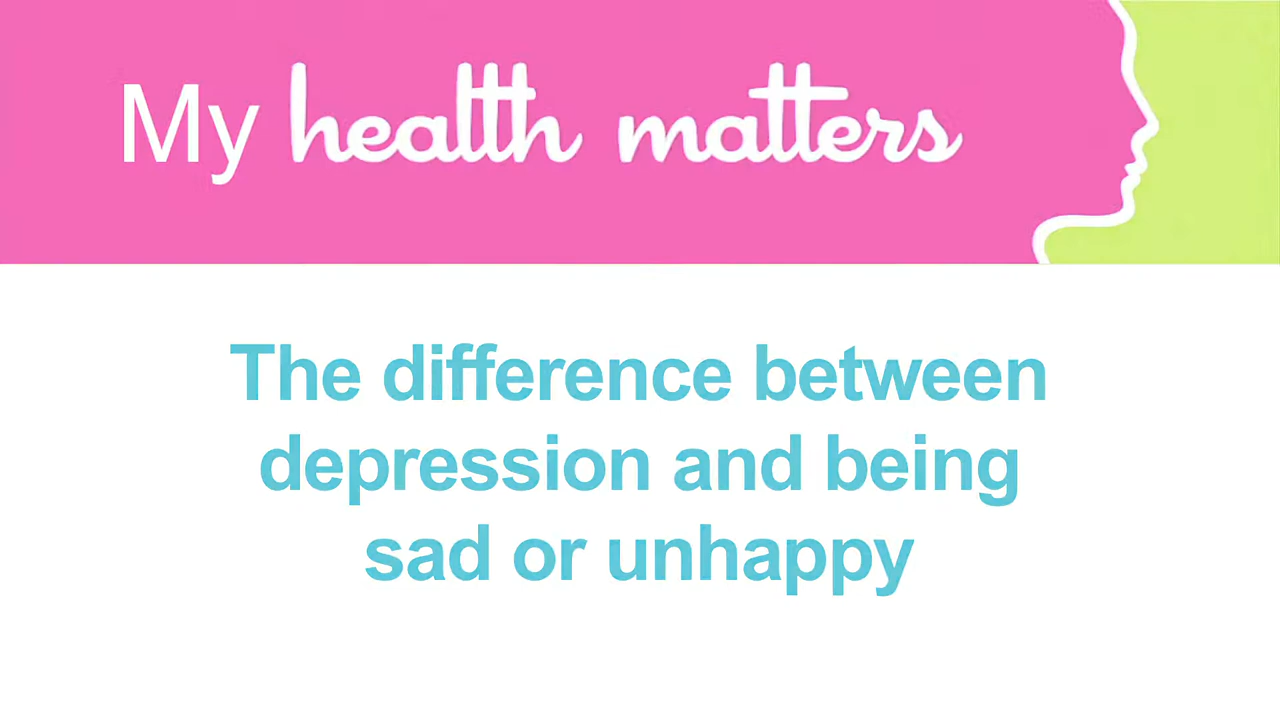 My health matters
The difference between
depression and being
sad or unhappy